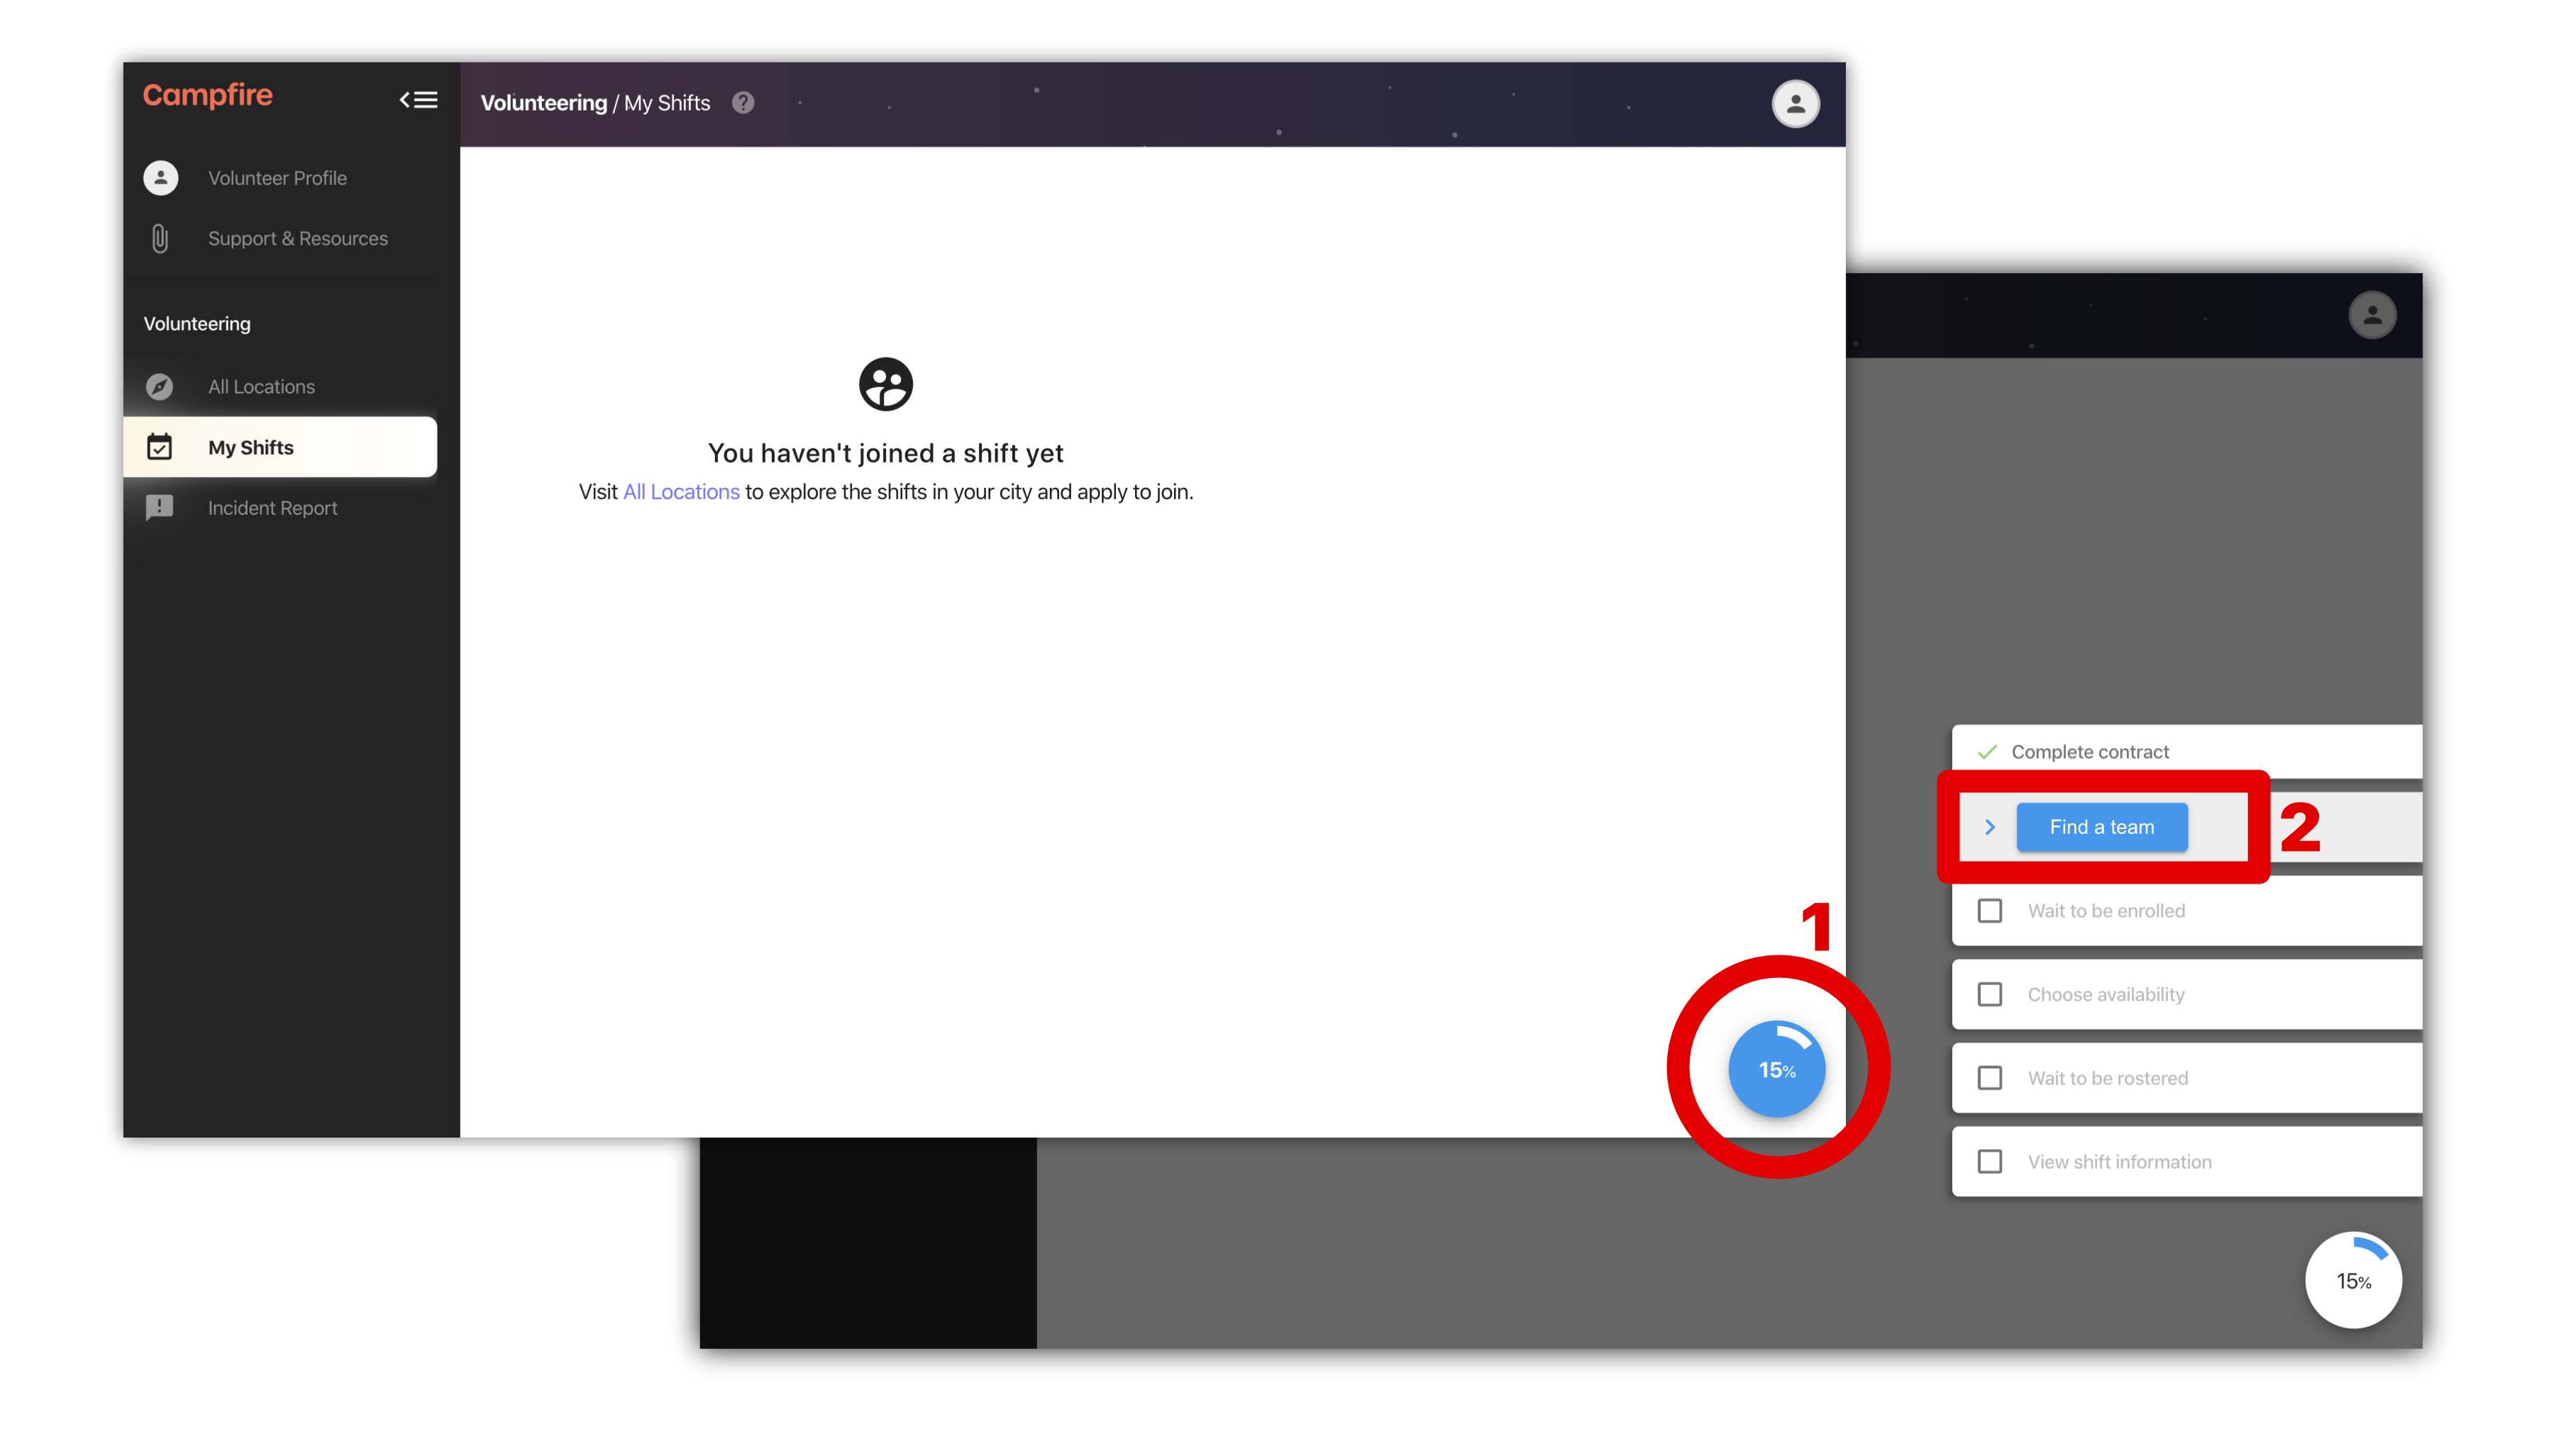 Campfire
Volunteering / My Shifts
Volunteer Profile
Support & Resources
Volunteering
All Locations
My Shifts
Incident Report
You haven't joined a shift yet
Visit All Locations to explore the shifts in your city and apply to join.
1
15%
Complete contract
Find a team
2
Wait to be enrolled
Choose availability
Wait to be rostered
View shift information
15%